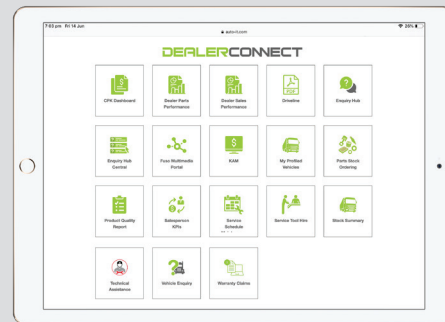 7:03 pm Fri 14 Jun
20%
DEALERCONNECT
CPK Dashboard
Dealer Parts
Performance
Dealer Sales
Performance
Driveline
Enquiry Hub
Enquiry Hub
Central
Fuso Multimedia
Portal
KAM
My Profiled
Vehicles
Parts Stock
Ordering
Product Quality
Report
Salesperson
KPIs
Service
Schedule
Service Tool Hire
Stock Summary
Technical
Assistance
Vehicle Enquiry
Warranty Claims